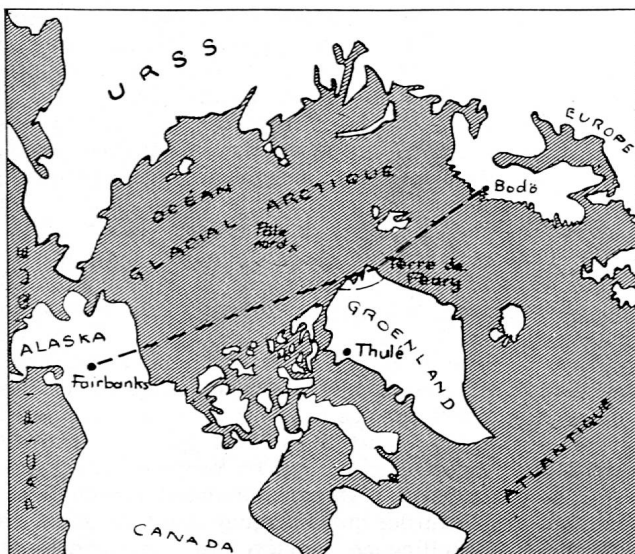 URSS
EUROPE
OCÉAN
GLACIAL ARCTIQUE
Bodö
Pôle
nord
Terre de
Peary
PACIFIQUE
ALASKA
Fairbanks
GROENLAND
Thulé
ATLANTIQUE
CANADA